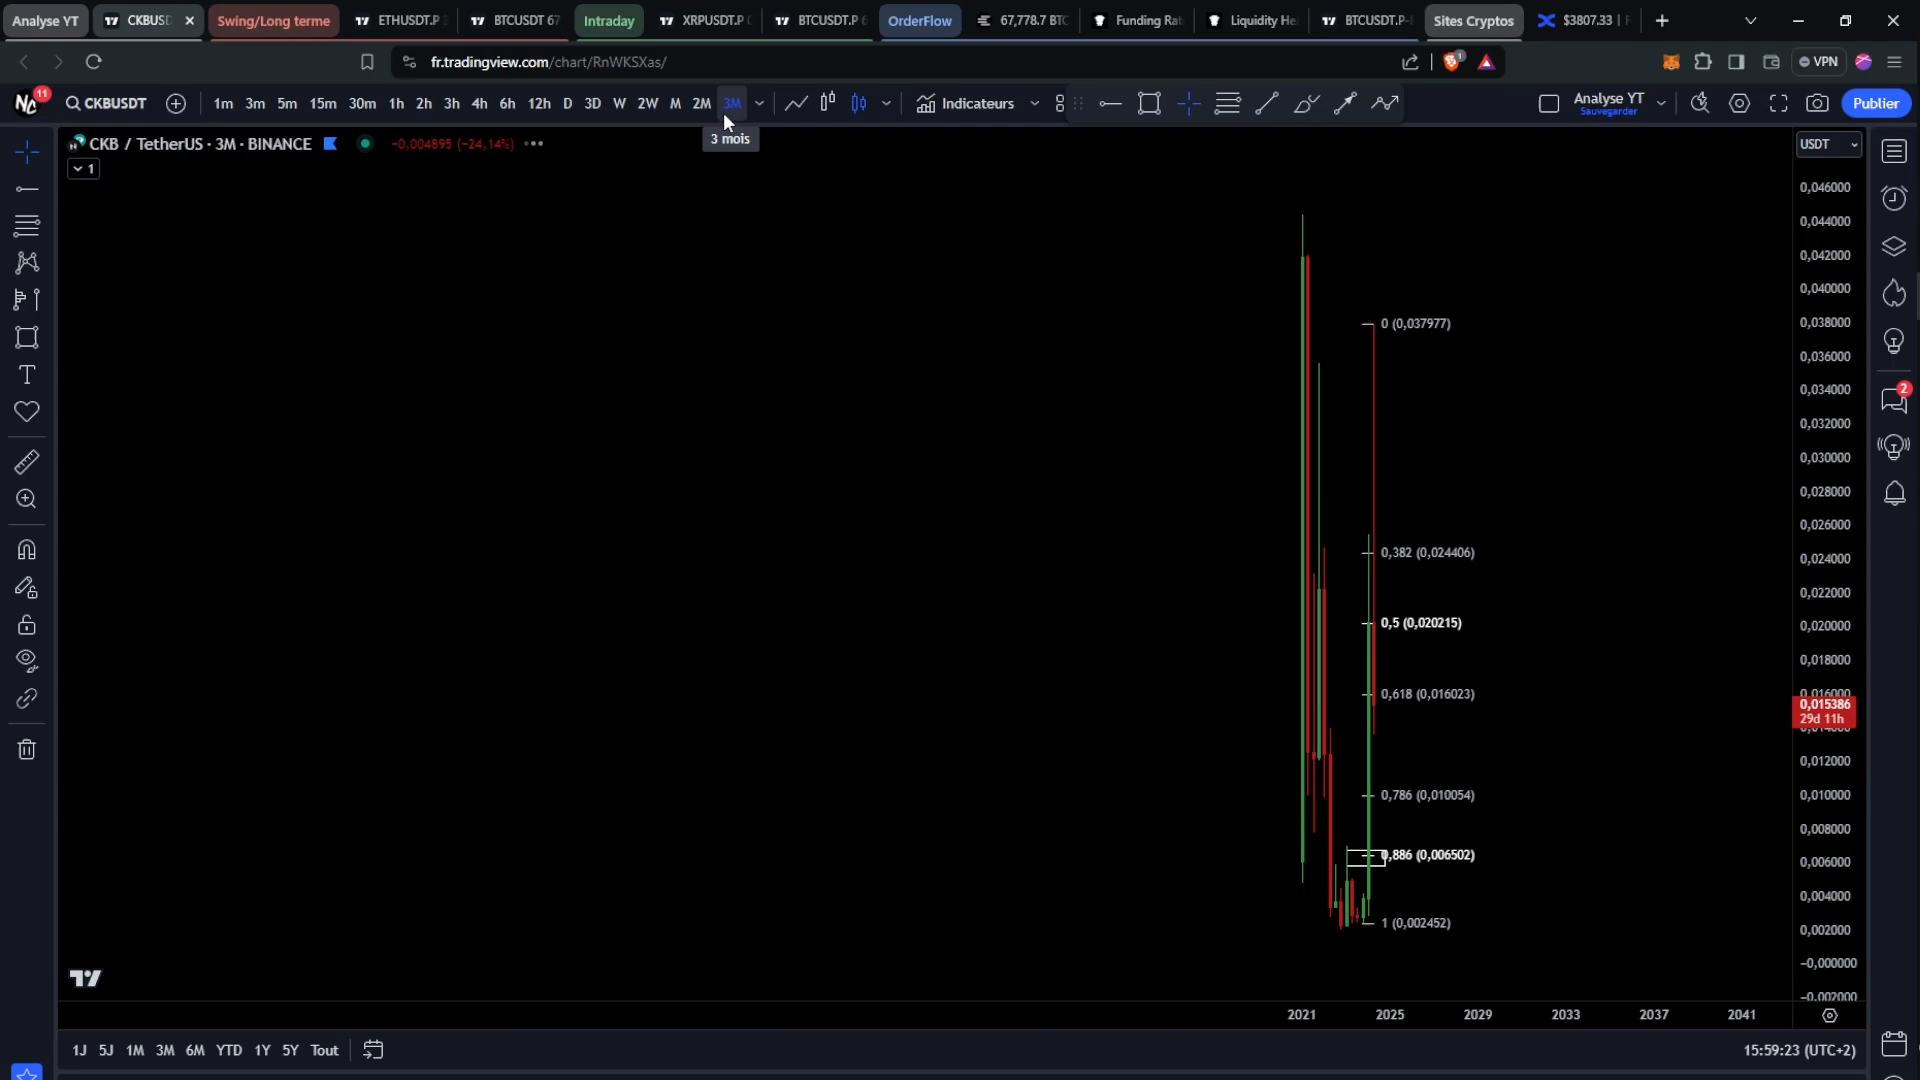 Analyse YT
CKBUSD
Swing/Long terme
ETHUSDT.P
BTCUSDT 67
Intraday
XRPUSDT.P
BTCUSDT.P 6
OrderFlow
67,778.7 BTC
Funding Rat
Liquidity He
BTCUSDT.P
Sites Cryptos
$3807.33 |
fr.tradingview.com/chart/RnWKSXas/
1
VPN
11
CKBUSDT
1m 3m 5m 15m 30m 1h 2h 3h 4h 6h 12h D 3D W 2W M 2M 3M
Indicateurs
Analyse YT
Sauvegarder
Publier
3 mois
CKB / TetherUS · 3M · BINANCE
−0,004895 (−24,14%)
1
USDT
0,046000
0,044000
0,042000
0,040000
0,038000
0,036000
0,034000
0,032000
0,030000
0,028000
0,026000
0,024000
0,022000
0,020000
0,018000
0,016000
0,015386
29d 11h
0,014000
0,012000
0,010000
0,008000
0,006000
0,004000
0,002000
−0,000000
−0,002000
0 (0,037977)
0,382 (0,024406)
0,5 (0,020215)
0,618 (0,016023)
0,786 (0,010054)
0,886 (0,006502)
1 (0,002452)
2
2021 2025 2029 2033 2037 2041
1J 5J 1M 3M 6M YTD 1Y 5Y Tout
15:59:23 (UTC+2)